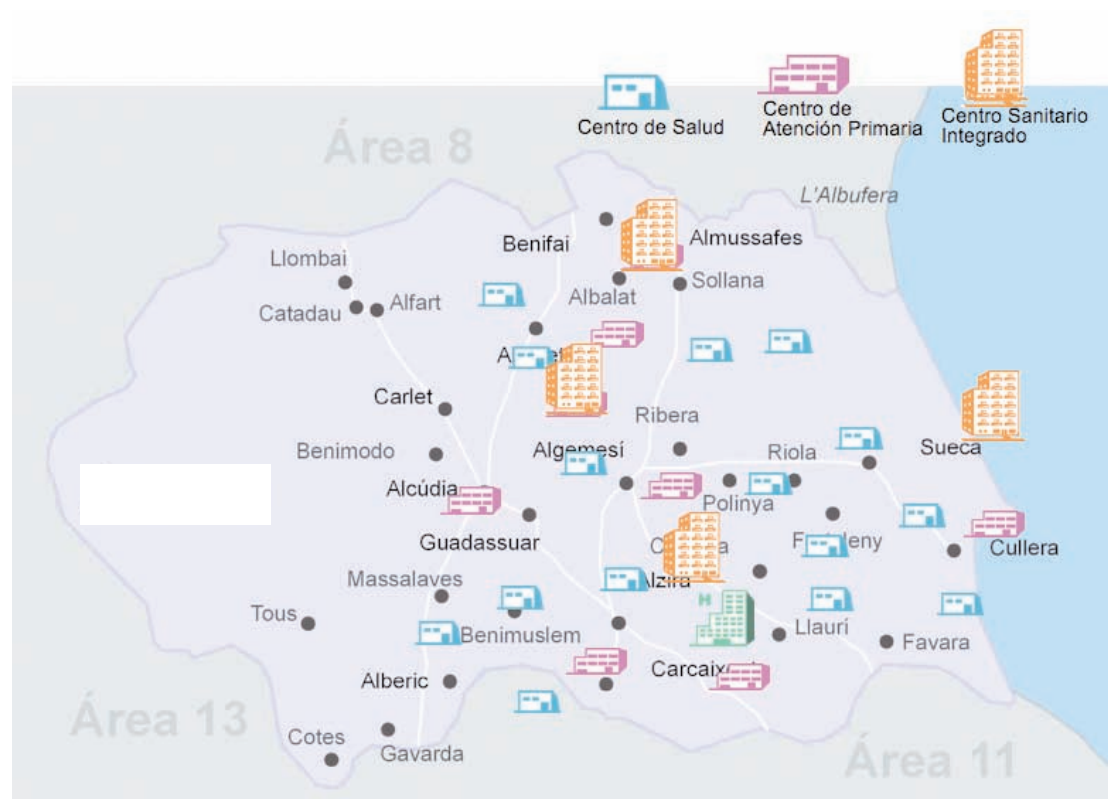 Centro de Salud
Centro de
Atención Primaria
Centro Sanitario
Integrado
Área 8
L'Albufera
Benifai
Almussafes
Llombai
Albalat
Sollana
Catadau
Alfart
Carlet
Ribera
Benimodo
Algemesí
Riola
Sueca
Alcúdia
Polinya
Guadassuar
Cullera
Massalaves
Alzira
H
Tous
Benimuslem
Llaurí
Favara
Alberic
Área 13
Cotes
Gavarda
Área 11